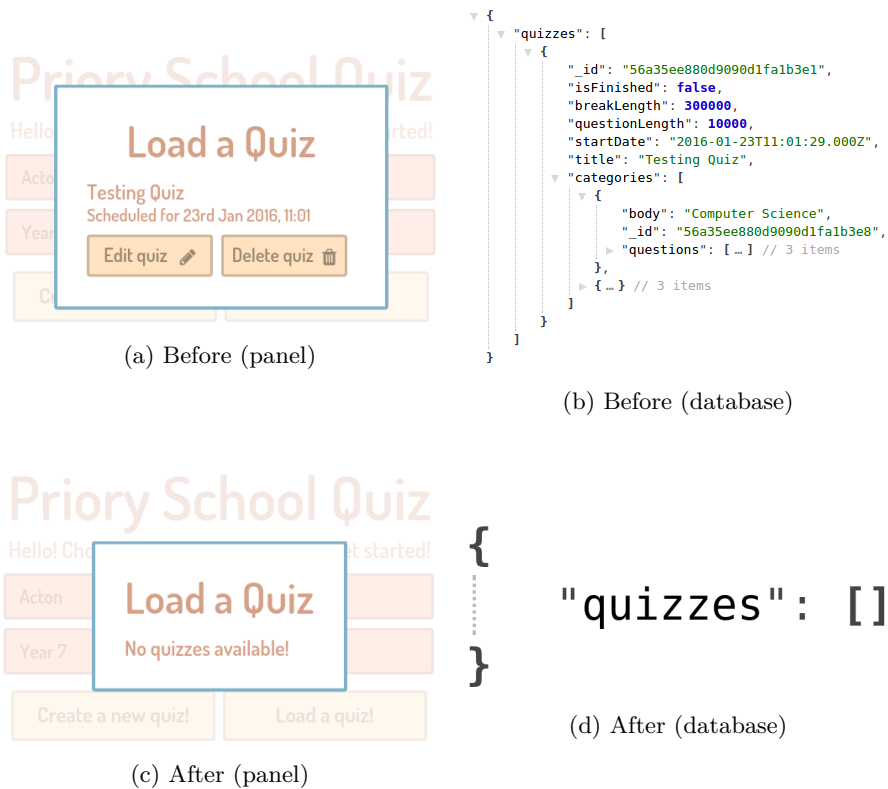 Priory School Quiz
Hello
rted!
Acto
Year
Load a Quiz
Testing Quiz
Scheduled for 23rd Jan 2016, 11:01
Edit quiz
Delete quiz
(a) Before (panel)
{
"quizzes": [
{
"_id": "56a35ee880d9090d1fa1b3e1",
"isFinished": false,
"breakLength": 300000,
"questionLength": 10000,
"startDate": "2016-01-23T11:01:29.000Z",
"title": "Testing Quiz",
"categories": [
{
"body": "Computer Science",
"_id": "56a35ee880d9090d1fa1b3e8",
"questions": [ … ] // 3 items
},
{ … } // 3 items
]
}
]
}
(b) Before (database)
Priory School Quiz
Hello! Cho
et started!
Acton
Year 7
Load a Quiz
No quizzes available!
Create a new quiz!
Load a quiz!
(c) After (panel)
{
"quizzes": []
}
(d) After (database)